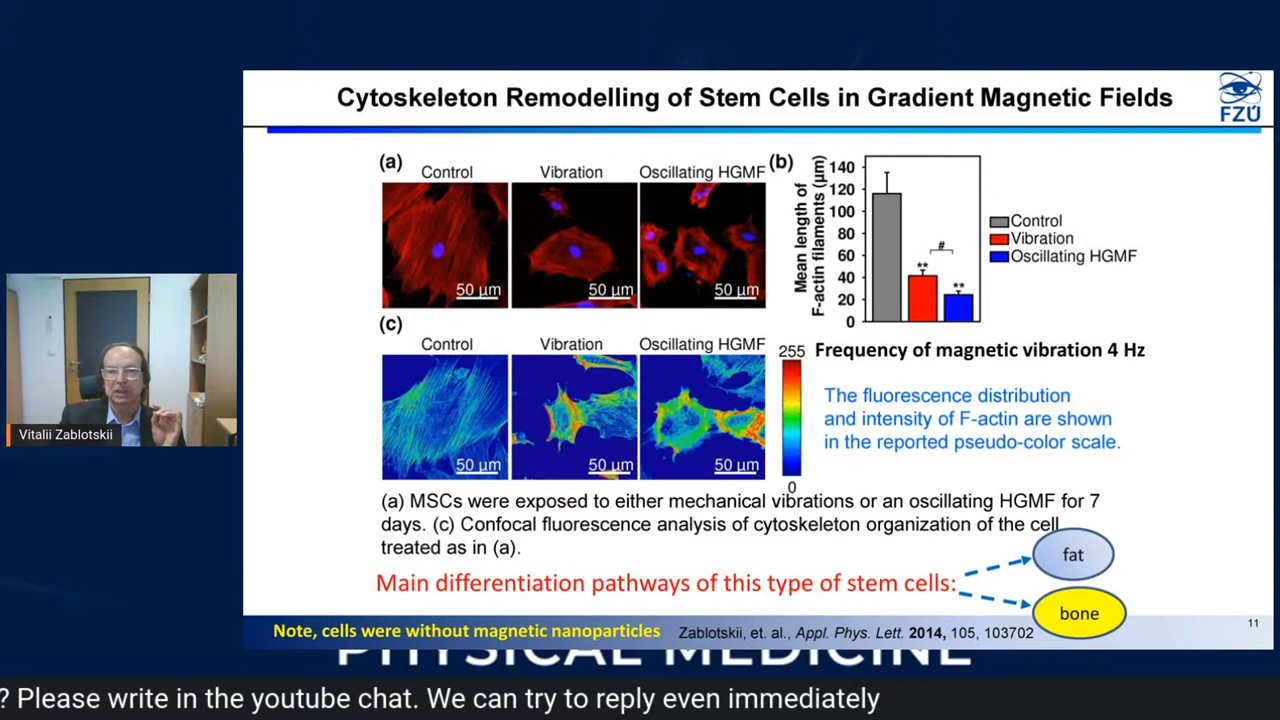 Cytoskeleton Remodelling of Stem Cells in Gradient Magnetic Fields
FZÚ
(a)
Control
Vibration
Oscillating HGMF
50 µm
50 µm
50 µm
(b)
Mean length of
F-actin filaments (µm)
140
120
100
80
60
40
20
0
**
#
**
Control
Vibration
Oscillating HGMF
(c)
Control
Vibration
Oscillating HGMF
50 µm
50 µm
50 µm
255
0
Frequency of magnetic vibration 4 Hz
The fluorescence distribution
and intensity of F-actin are shown
in the reported pseudo-color scale.
Vitalii Zablotskii
(a) MSCs were exposed to either mechanical vibrations or an oscillating HGMF for 7
days. (c) Confocal fluorescence analysis of cytoskeleton organization of the cell
treated as in (a).
Main differentiation pathways of this type of stem cells:
fat
bone
Note, cells were without magnetic nanoparticles
Zablotskii, et. al., Appl. Phys. Lett. 2014, 105, 103702
11
PHYSICAL MEDICINE
? Please write in the youtube chat. We can try to reply even immediately